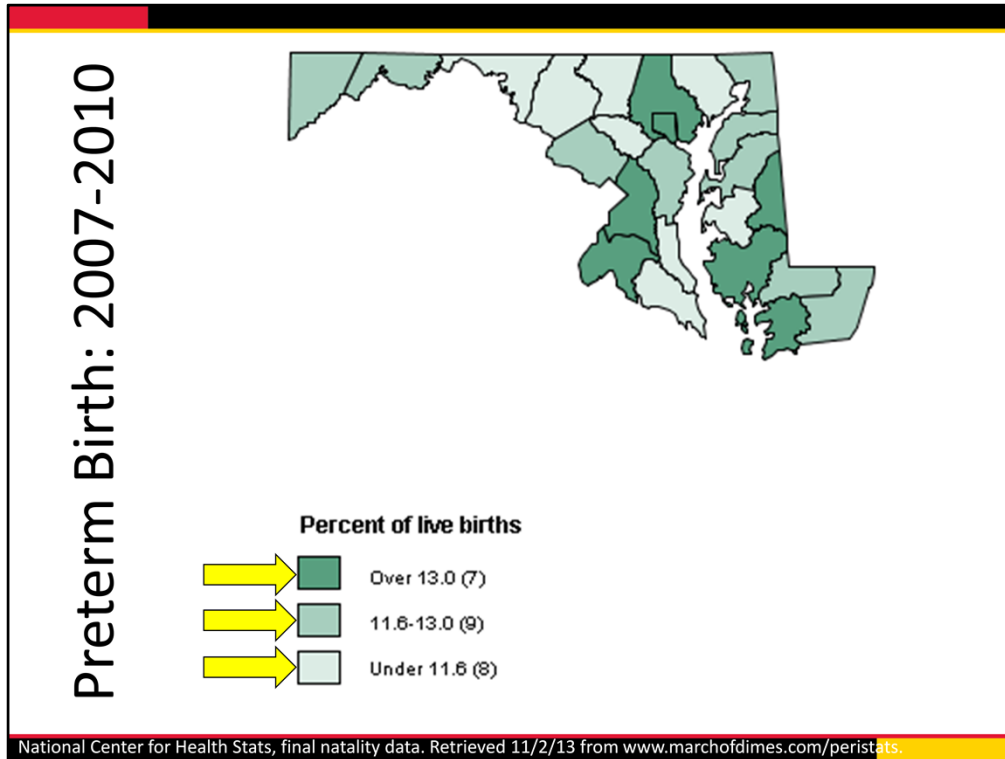 Preterm Birth: 2007-2010
Percent of live births
Over 13.0 (7)
11.6-13.0 (9)
Under 11.6 (8)
National Center for Health Stats, final natality data. Retrieved 11/2/13 from www.marchofdimes.com/peristats.